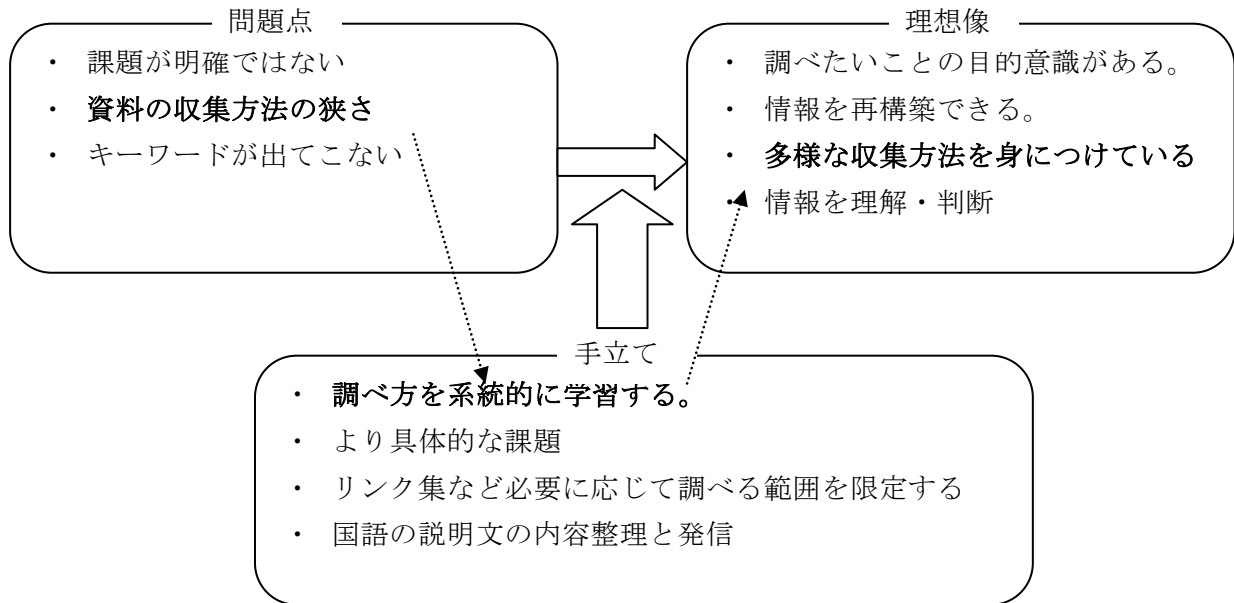 問題点
・ 課題が明確ではない
・ 資料の収集方法の狭さ
・ キーワードが出てこない
理想像
・ 調べたいことの目的意識がある。
・ 情報を再構築できる。
・ 多様な収集方法を身につけている
・ 情報を理解・判断
手立て
・ 調べ方を系統的に学習する。
・ より具体的な課題
・ リンク集など必要に応じて調べる範囲を限定する
・ 国語の説明文の内容整理と発信